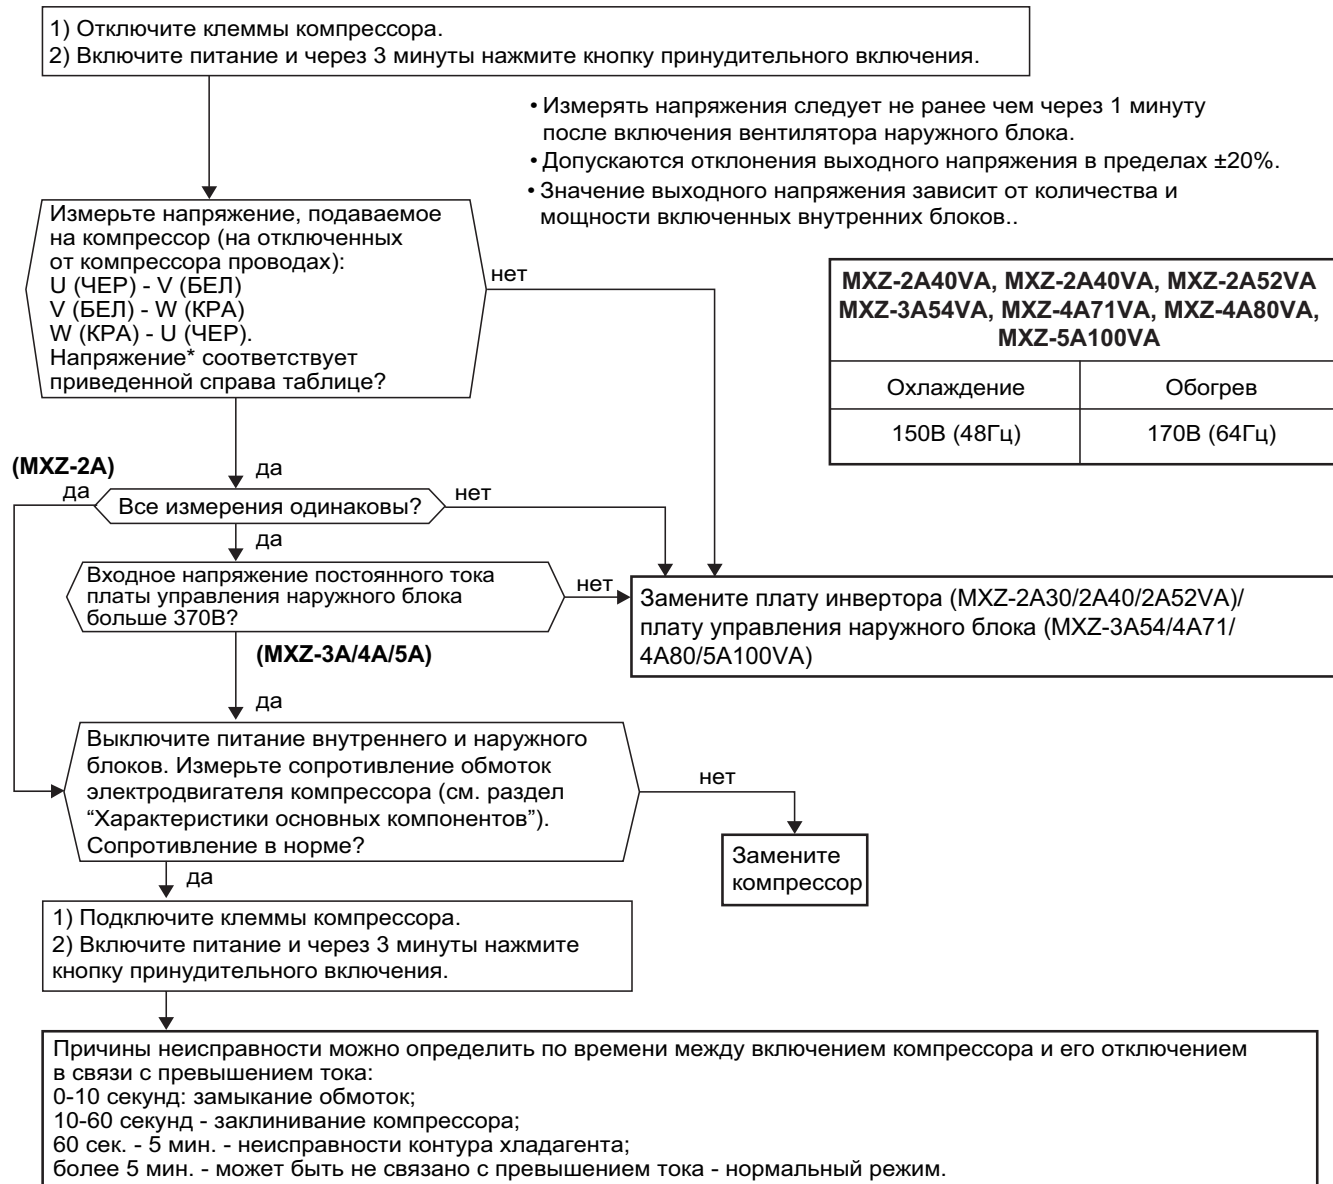 1) Отключите клеммы компрессора.
2) Включите питание и через 3 минуты нажмите кнопку принудительного включения.
• Измерять напряжения следует не ранее чем через 1 минуту
после включения вентилятора наружного блока.
• Допускаются отклонения выходного напряжения в пределах ±20%.
• Значение выходного напряжения зависит от количества и
мощности включенных внутренних блоков..
Измерьте напряжение, подаваемое
на компрессор (на отключенных
от компрессора проводах):
U (ЧЕР) - V (БЕЛ)
V (БЕЛ) - W (КРА)
W (КРА) - U (ЧЕР).
Напряжение* соответствует
приведенной справа таблице?
нет
MXZ-2A40VA, MXZ-2A40VA, MXZ-2A52VA
MXZ-3A54VA, MXZ-4A71VA, MXZ-4A80VA,
MXZ-5A100VA
Охлаждение
Обогрев
150В (48Гц)
170В (64Гц)
(MXZ-2A)
да
да
Все измерения одинаковы?
нет
да
Входное напряжение постоянного тока
платы управления наружного блока
больше 370В?
нет
Замените плату инвертора (MXZ-2A30/2A40/2A52VA)/
плату управления наружного блока (MXZ-3A54/4A71/
4A80/5A100VA)
(MXZ-3A/4A/5A)
да
Выключите питание внутреннего и наружного
блоков. Измерьте сопротивление обмоток
электродвигателя компрессора (см. раздел
“Характеристики основных компонентов”).
Сопротивление в норме?
нет
Замените
компрессор
да
1) Подключите клеммы компрессора.
2) Включите питание и через 3 минуты нажмите
кнопку принудительного включения.
Причины неисправности можно определить по времени между включением компрессора и его отключением
в связи с превышением тока:
0-10 секунд: замыкание обмоток;
10-60 секунд - заклинивание компрессора;
60 сек. - 5 мин. - неисправности контура хладагента;
более 5 мин. - может быть не связано с превышением тока - нормальный режим.